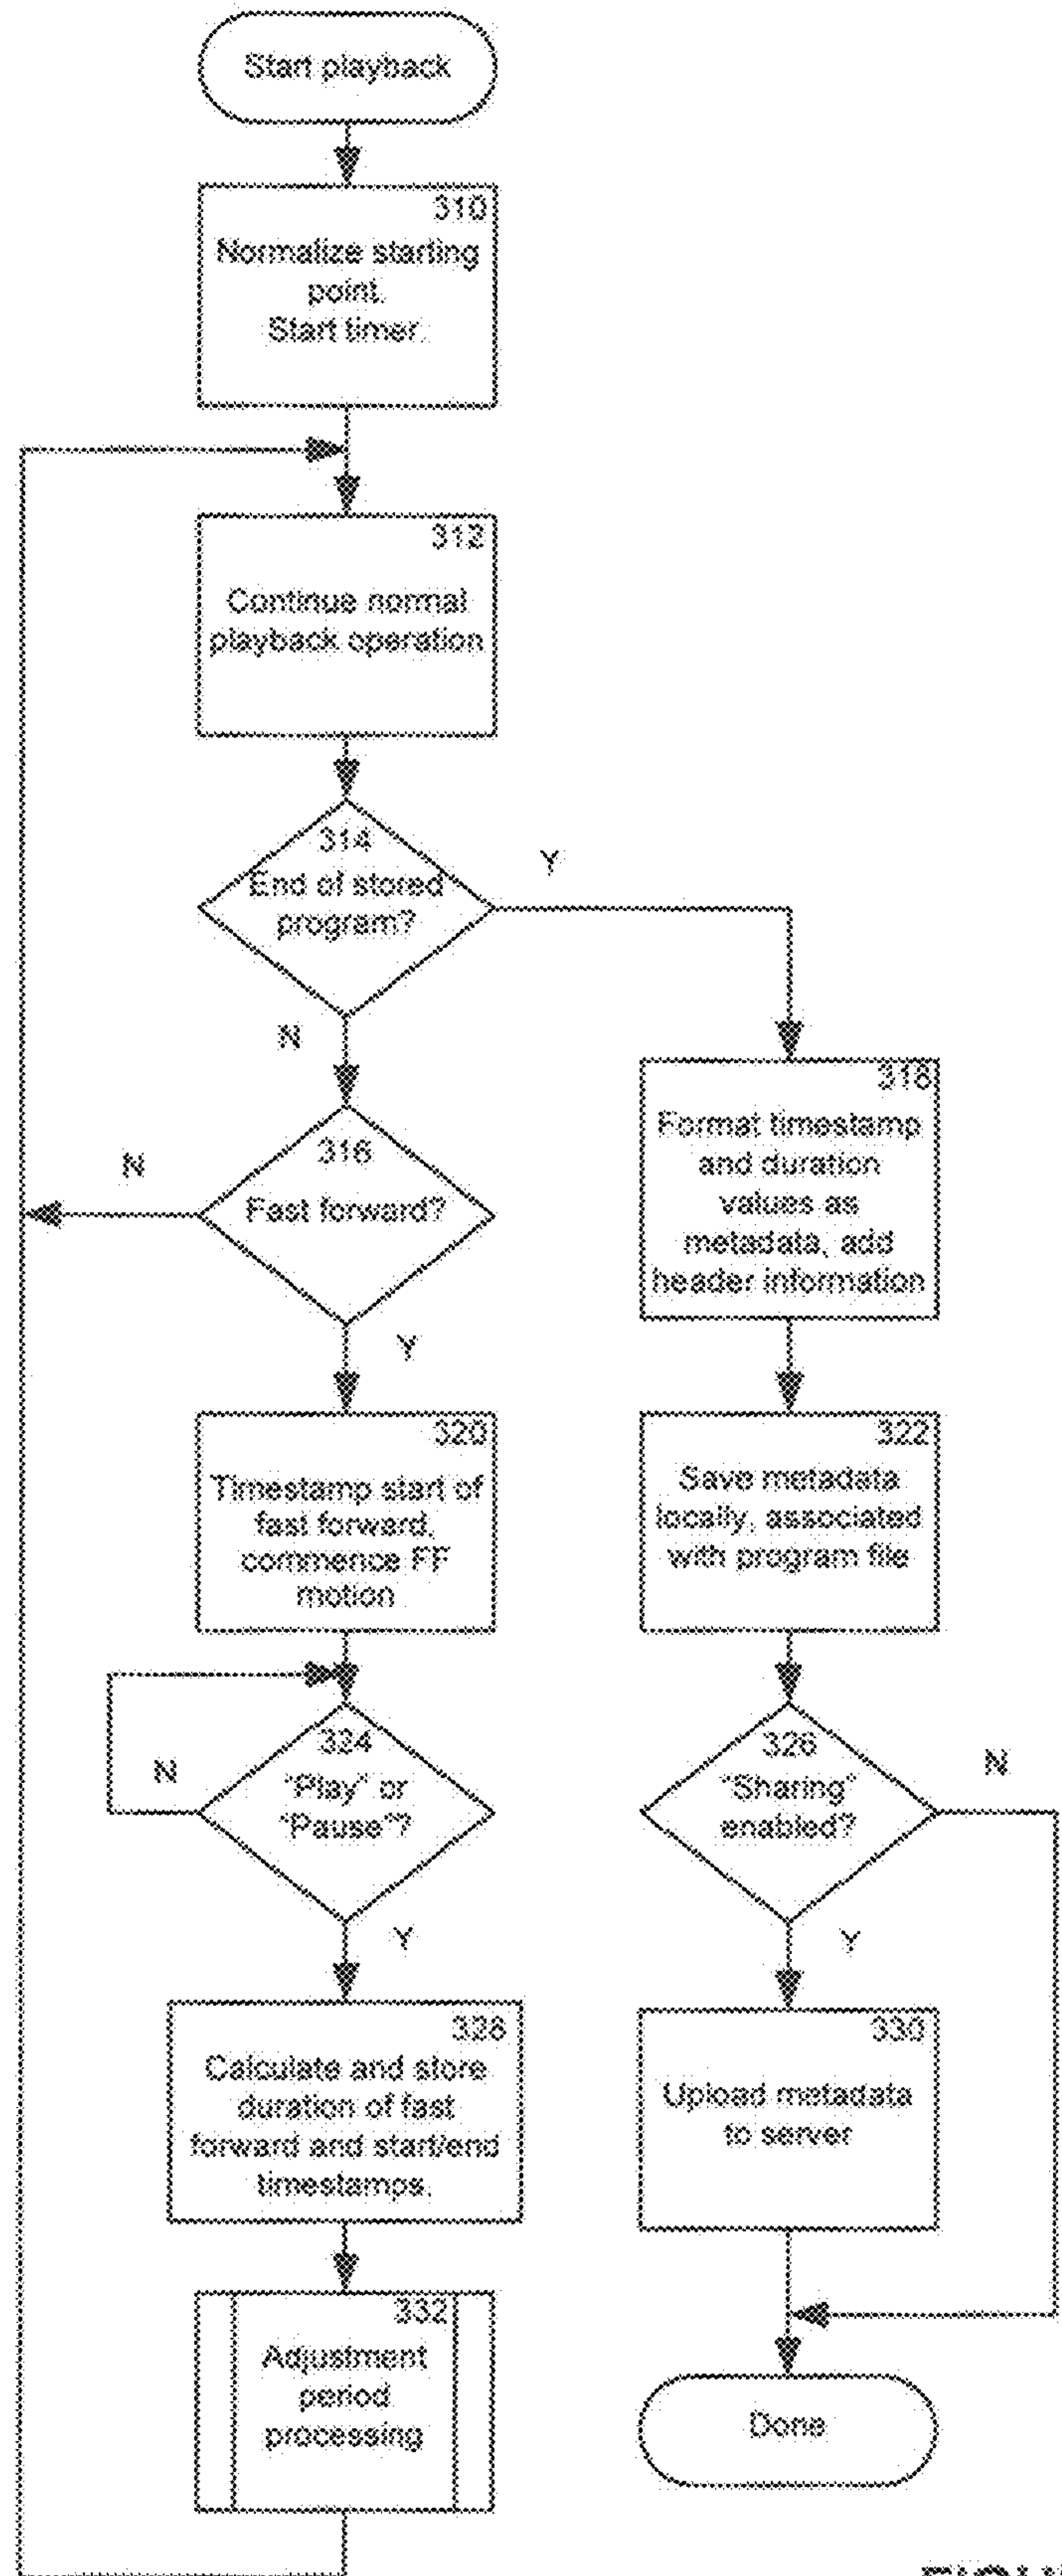 Start playback
310
Normalize starting
point.
Start timer.
312
Continue normal
playback operation
314
End of stored
program?
Y
N
316
Fast forward?
N
Y
318
Format timestamp
and duration
values as
metadata, add
header information
320
Timestamp start of
fast forward,
commence FF
motion
322
Save metadata
locally, associated
with program file
324
"Play" or
"Pause"?
N
Y
326
"Sharing"
enabled?
N
Y
328
Calculate and store
duration of fast
forward and start/end
timestamps.
330
Upload metadata
to server
332
Adjustment
period
processing
Done